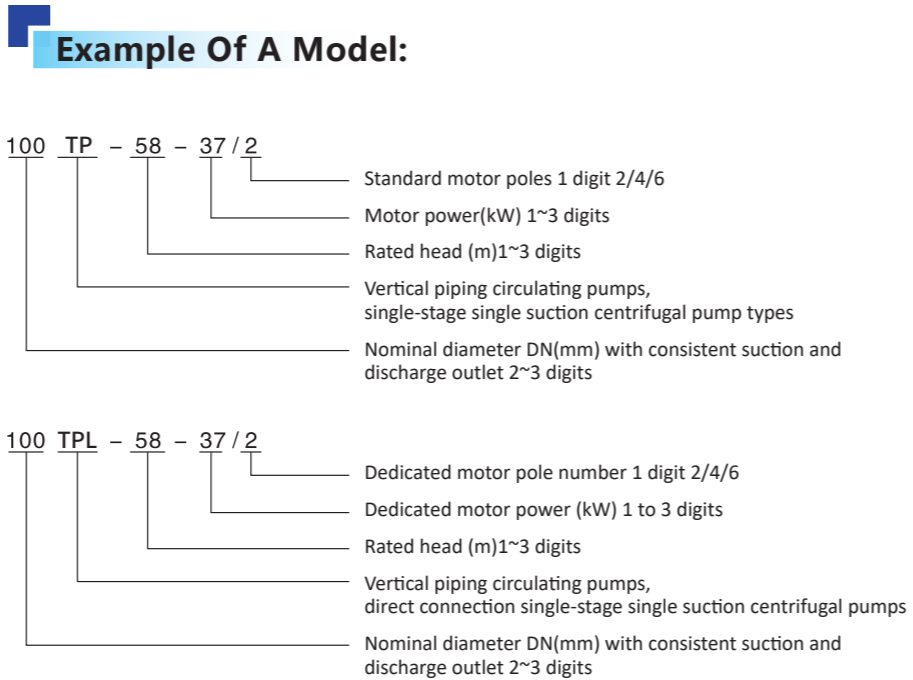 Example Of A Model:
100 TP – 58 – 37 / 2
Standard motor poles 1 digit 2/4/6
Motor power(kW) 1~3 digits
Rated head (m)1~3 digits
Vertical piping circulating pumps,
single-stage single suction centrifugal pump types
Nominal diameter DN(mm) with consistent suction and
discharge outlet 2~3 digits
100 TPL – 58 – 37 / 2
Dedicated motor pole number 1 digit 2/4/6
Dedicated motor power (kW) 1 to 3 digits
Rated head (m)1~3 digits
Vertical piping circulating pumps,
direct connection single-stage single suction centrifugal pumps
Nominal diameter DN(mm) with consistent suction and
discharge outlet 2~3 digits